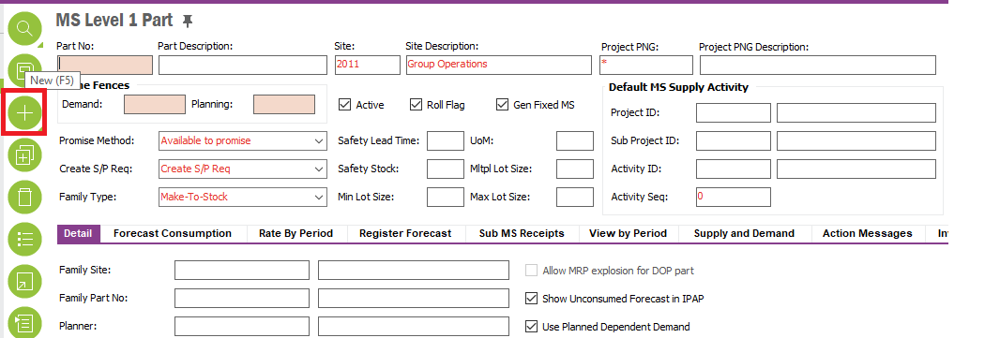 MS Level 1 Part
Part No: Part Description: Site: Site Description: Project PNG: Project PNG Description:
2011 Group Operations *
New (F5)
me Fences Default MS Supply Activity
Demand: Planning: Active Roll Flag Gen Fixed MS
Project ID:
Promise Method: Available to promise Safety Lead Time: UoM: Sub Project ID:
Create S/P Req: Create S/P Req Safety Stock: Mltpl Lot Size: Activity ID:
Family Type: Make-To-Stock Min Lot Size: Max Lot Size: Activity Seq: 0
Detail Forecast Consumption Rate By Period Register Forecast Sub MS Receipts View by Period Supply and Demand Action Messages In
Family Site: Allow MRP explosion for DOP part
Family Part No: Show Unconsumed Forecast in IPAP
Planner: Use Planned Dependent Demand